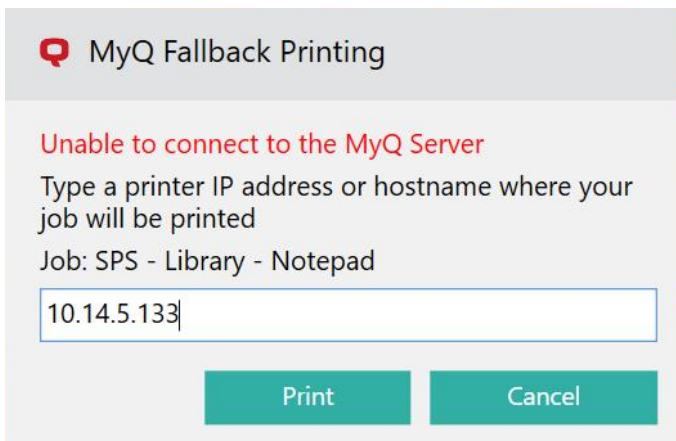 MyQ Fallback Printing
Unable to connect to the MyQ Server
Type a printer IP address or hostname where your
job will be printed
Job: SPS - Library - Notepad
10.14.5.133
Print
Cancel